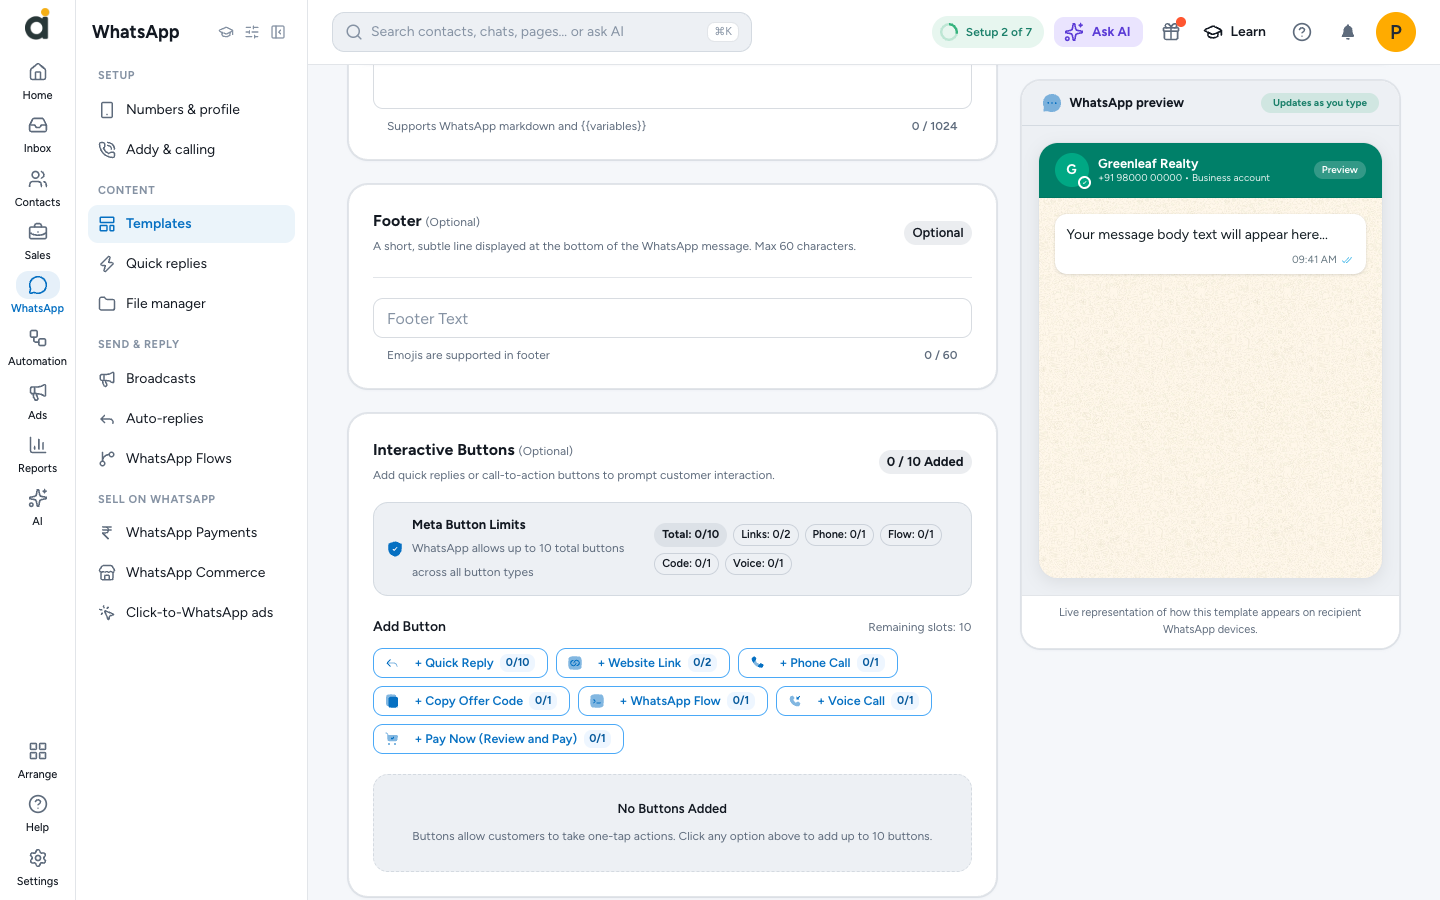 WhatsApp
Search contacts, chats, pages... or ask AI
⌘K
Setup 2 of 7
Ask AI
Learn
P
Home
Inbox
Contacts
Sales
WhatsApp
Automation
Ads
Reports
AI
Arrange
Help
Settings
SETUP
Numbers & profile
Addy & calling
CONTENT
Templates
Quick replies
File manager
SEND & REPLY
Broadcasts
Auto-replies
WhatsApp Flows
SELL ON WHATSAPP
WhatsApp Payments
WhatsApp Commerce
Click-to-WhatsApp ads
Supports WhatsApp markdown and {{variables}}
0 / 1024
Footer (Optional)
A short, subtle line displayed at the bottom of the WhatsApp message. Max 60 characters.
Optional
Footer Text
Emojis are supported in footer
0 / 60
Interactive Buttons (Optional)
Add quick replies or call-to-action buttons to prompt customer interaction.
0 / 10 Added
Meta Button Limits
WhatsApp allows up to 10 total buttons
across all button types
Total: 0/10
Links: 0/2
Phone: 0/1
Flow: 0/1
Code: 0/1
Voice: 0/1
Add Button
Remaining slots: 10
+ Quick Reply 0/10
+ Website Link 0/2
+ Phone Call 0/1
+ Copy Offer Code 0/1
+ WhatsApp Flow 0/1
+ Voice Call 0/1
+ Pay Now (Review and Pay) 0/1
No Buttons Added
Buttons allow customers to take one-tap actions. Click any option above to add up to 10 buttons.
WhatsApp preview
Updates as you type
G
Greenleaf Realty
+91 98000 00000 • Business account
Preview
Your message body text will appear here...
09:41 AM
Live representation of how this template appears on recipient
WhatsApp devices.